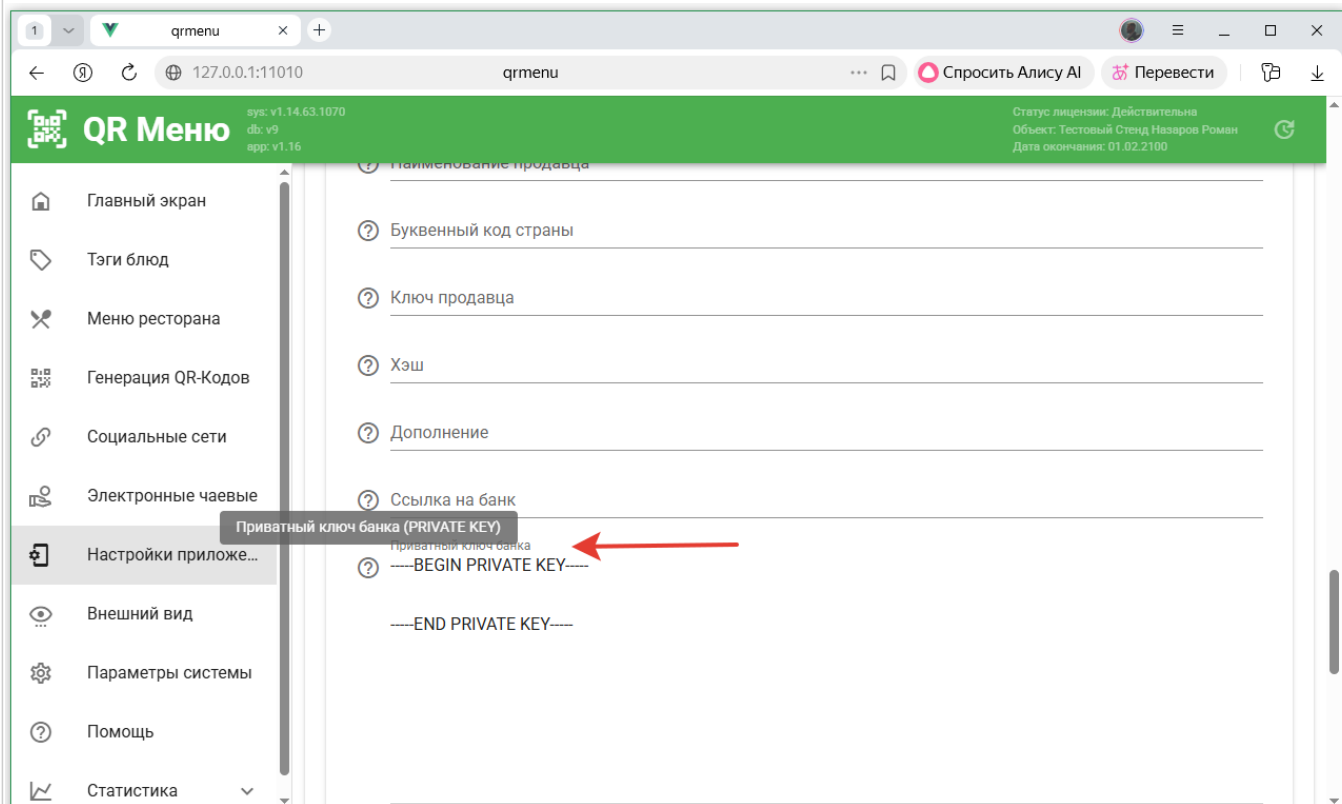 1
qrmenu
127.0.0.1:11010
qrmenu
Спросить Алису AI
Перевести
QR Меню
sys: v1.14.63.1070
db: v9
app: v1.16
Статус лицензии: Действительна
Объект: Тестовый Стенд Назаров Роман
Дата окончания: 01.02.2100
Главный экран
Тэги блюд
Меню ресторана
Генерация QR-Кодов
Социальные сети
Электронные чаевые
Настройки приложе...
Внешний вид
Параметры системы
Помощь
Статистика
Наименование продавца
Буквенный код страны
Ключ продавца
Хэш
Дополнение
Ссылка на банк
Приватный ключ банка (PRIVATE KEY)
Приватный ключ банка
-----BEGIN PRIVATE KEY-----
-----END PRIVATE KEY-----